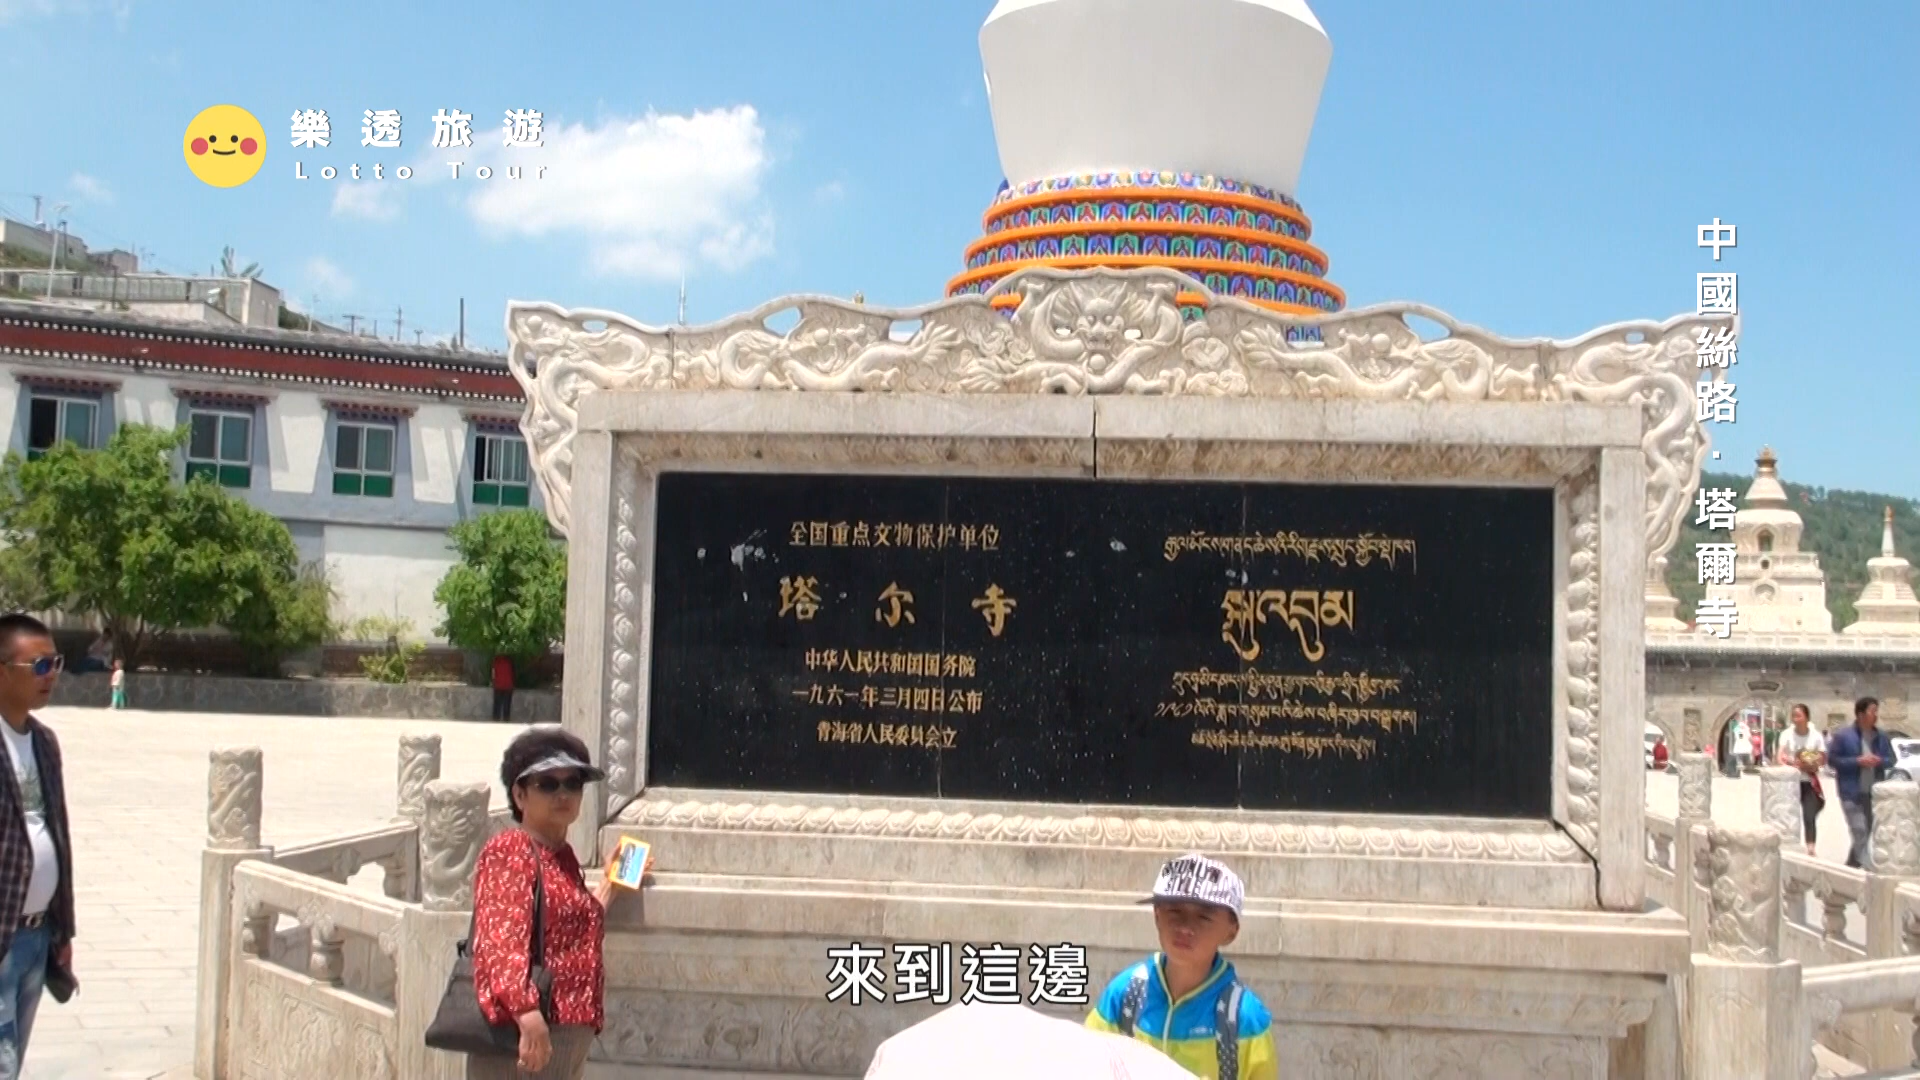 樂透旅遊
Lotto Tour
中國絲路·塔爾寺
全国重点文物保护单位
塔尔寺
中华人民共和国国务院
一九六一年三月四日公布
青海省人民委员会立
སྐུ་འབུམ
來到這邊